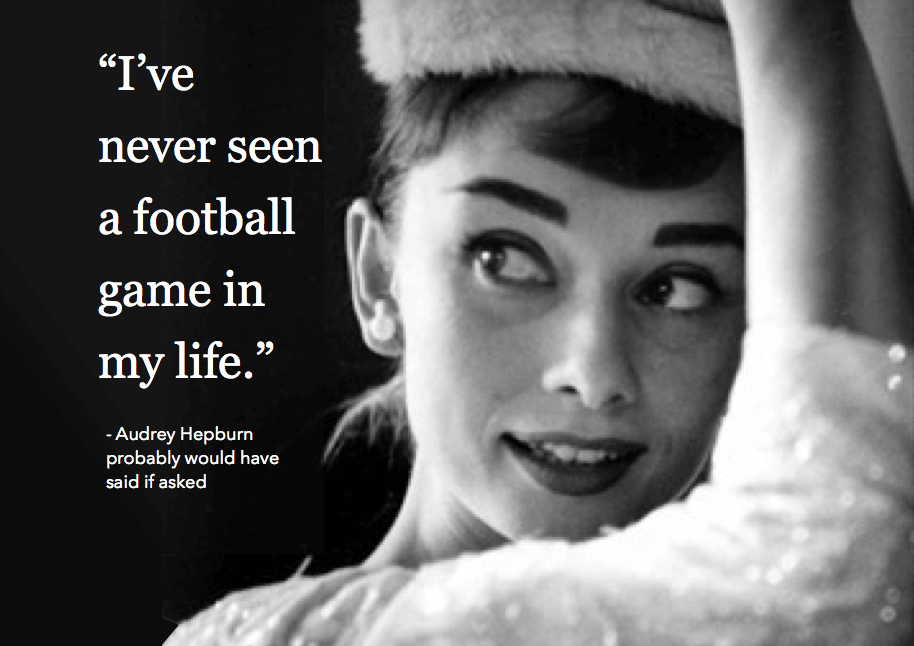 “I’ve
never seen
a football
game in
my life.”
- Audrey Hepburn
probably would have
said if asked